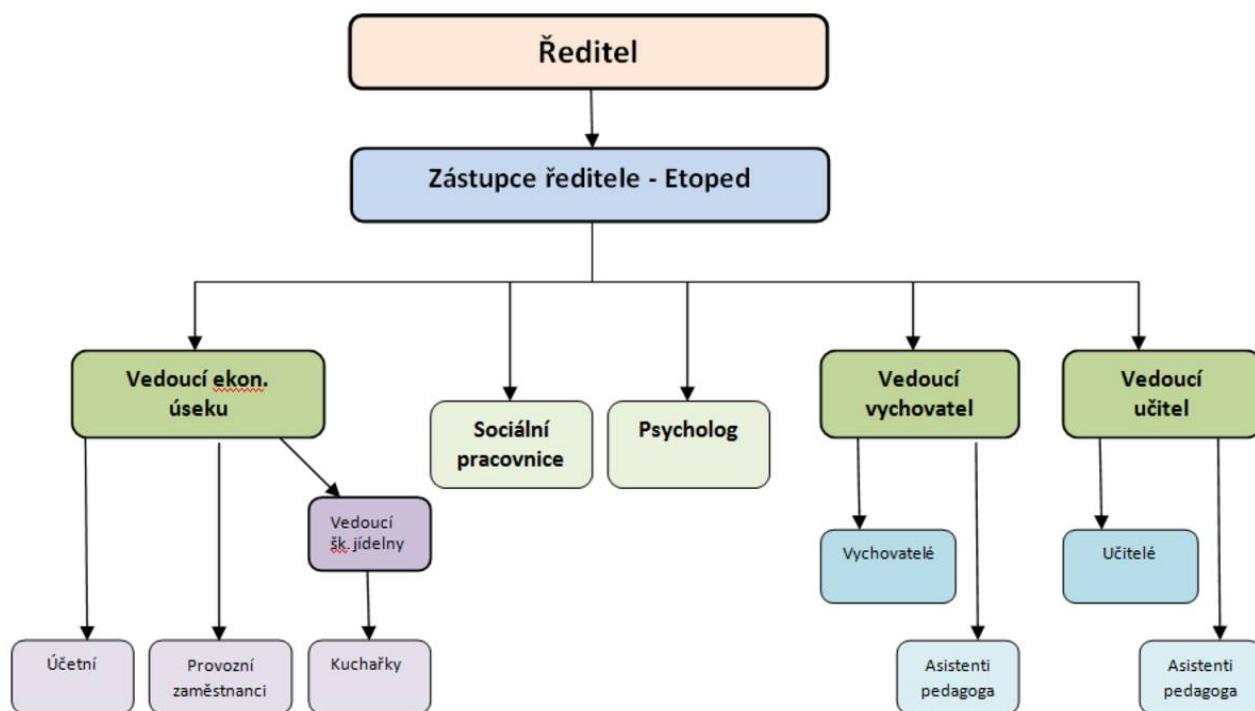 Ředitel
Zástupce ředitele - Etoped
Vedoucí ekon.
úseku
Sociální
pracovnice
Psycholog
Vedoucí
vychovatel
Vedoucí
učitel
Vedoucí
šk. jídelny
Vychovatelé
Učitelé
Účetní
Provozní
zaměstnanci
Kuchařky
Asistenti
pedagoga
Asistenti
pedagoga